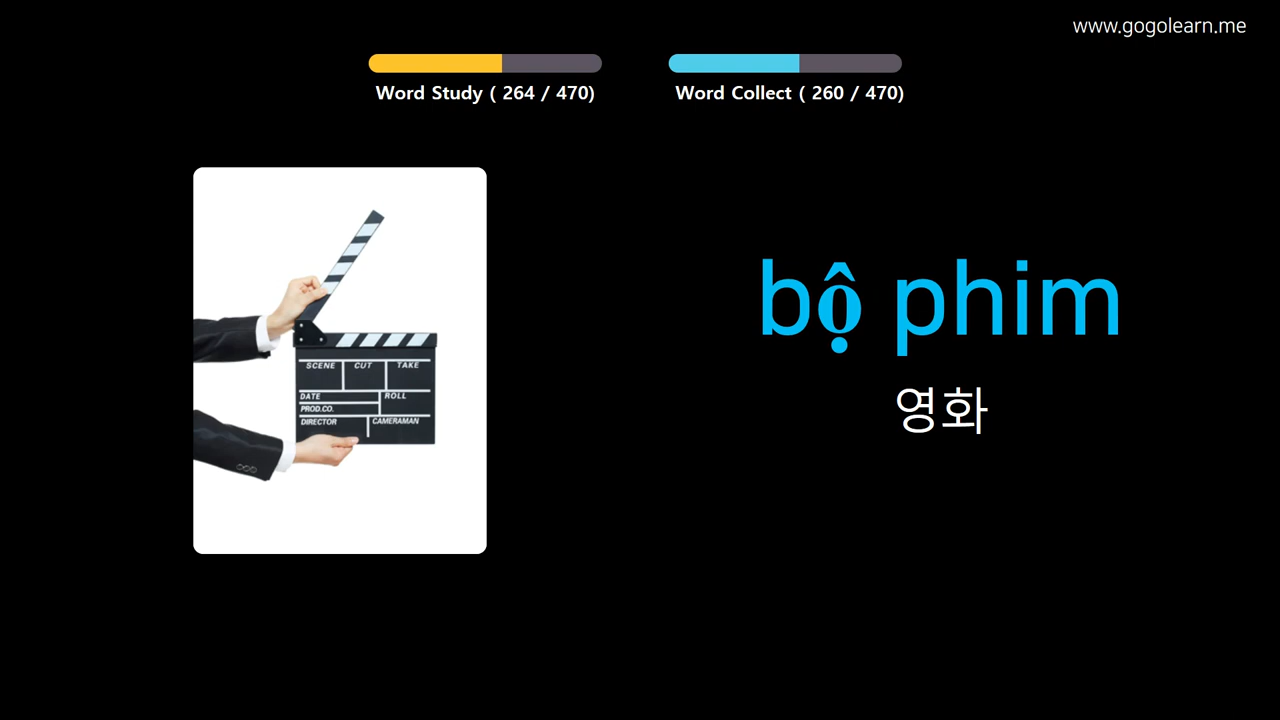 www.gogolearn.me
Word Study ( 264 / 470)
Word Collect ( 260 / 470)
SCENE CUT TAKE
DATE ROLL
PROD.CO.
DIRECTOR CAMERAMAN
bộ phim
영화